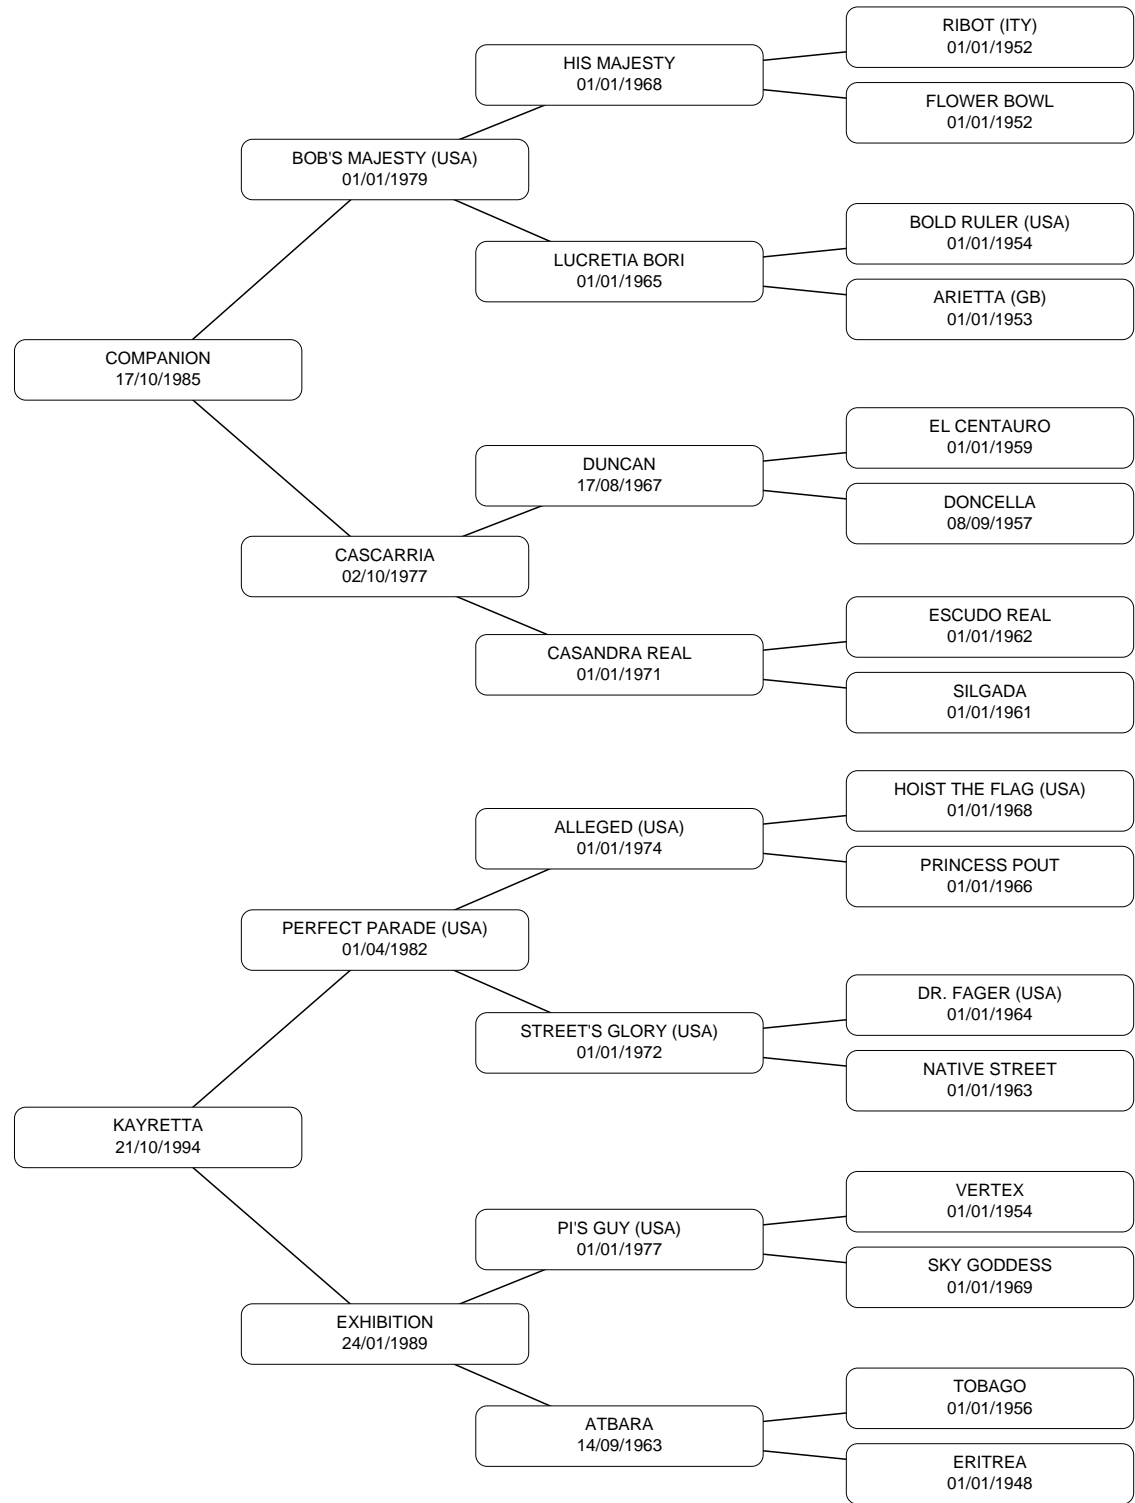 RIBOT (ITY)
01/01/1952
HIS MAJESTY
01/01/1968
FLOWER BOWL
01/01/1952
BOB'S MAJESTY (USA)
01/01/1979
BOLD RULER (USA)
01/01/1954
LUCRETIA BORI
01/01/1965
ARIETTA (GB)
01/01/1953
COMPANION
17/10/1985
EL CENTAURO
01/01/1959
DUNCAN
17/08/1967
DONCELLA
08/09/1957
CASCARRIA
02/10/1977
ESCUDO REAL
01/01/1962
CASANDRA REAL
01/01/1971
SILGADA
01/01/1961
HOIST THE FLAG (USA)
01/01/1968
ALLEGED (USA)
01/01/1974
PRINCESS POUT
01/01/1966
PERFECT PARADE (USA)
01/04/1982
DR. FAGER (USA)
01/01/1964
STREET'S GLORY (USA)
01/01/1972
NATIVE STREET
01/01/1963
KAYRETTA
21/10/1994
VERTEX
01/01/1954
PI'S GUY (USA)
01/01/1977
SKY GODDESS
01/01/1969
EXHIBITION
24/01/1989
TOBAGO
01/01/1956
ATBARA
14/09/1963
ERITREA
01/01/1948